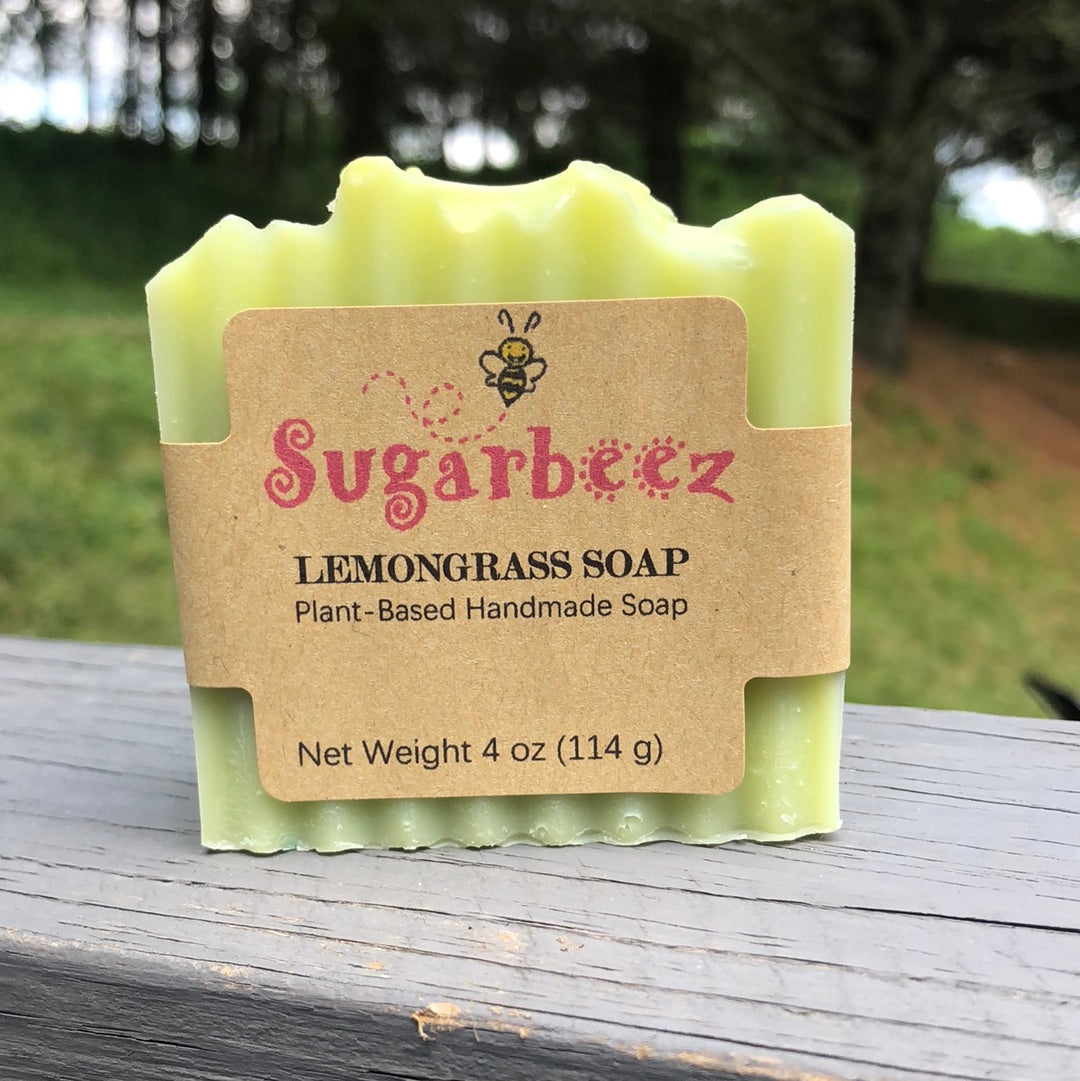 Sugarbeez
LEMONGRASS SOAP
Plant-Based Handmade Soap
Net Weight 4 oz (114 g)